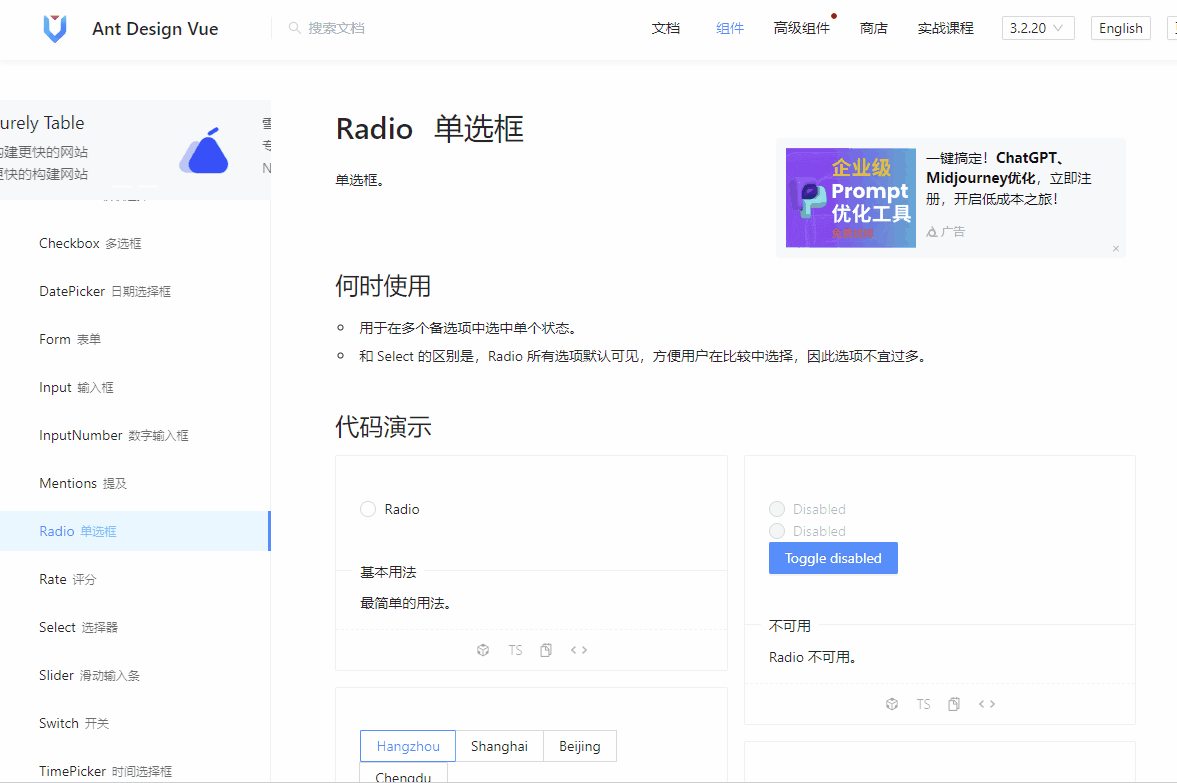 Ant Design Vue
搜索文档
文档
组件
高级组件
商店
实战课程
3.2.20
English
urely Table
构建更快的网站
更快的构建网站
Checkbox 多选框
DatePicker 日期选择框
Form 表单
Input 输入框
InputNumber 数字输入框
Mentions 提及
Radio 单选框
Rate 评分
Select 选择器
Slider 滑动输入条
Switch 开关
TimePicker 时间选择框
Radio 单选框
单选框。
企业级
Prompt
优化工具
一键搞定！ChatGPT、
Midjourney优化，立即注
册，开启低成本之旅！
广告
何时使用
用于在多个备选项中选中单个状态。
和 Select 的区别是，Radio 所有选项默认可见，方便用户在比较中选择，因此选项不宜过多。
代码演示
Radio
基本用法
最简单的用法。
TS
Disabled
Disabled
Toggle disabled
不可用
Radio 不可用。
TS
Hangzhou
Shanghai
Beijing
Chengdu